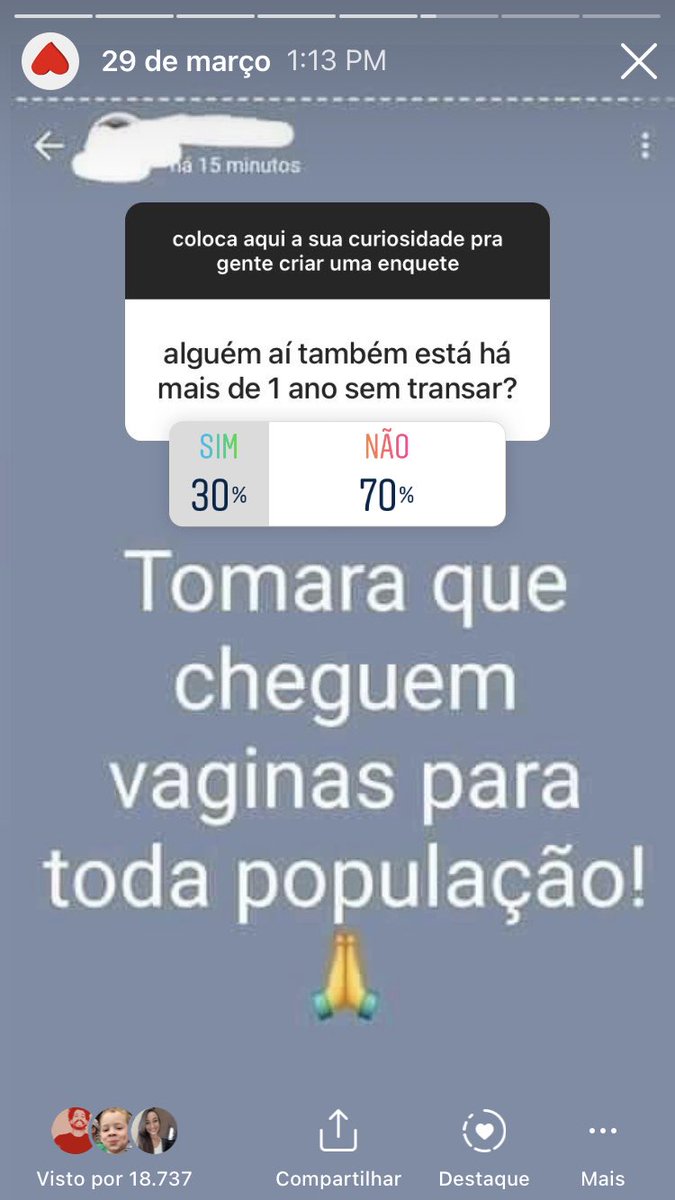 29 de março 1:13 PM
há 15 minutos
coloca aqui a sua curiosidade pra
gente criar uma enquete
alguém aí também está há
mais de 1 ano sem transar?
SIM NÃO
30% 70%
Tomara que
cheguem
vaginas para
toda população!
🙏
Visto por 18.737 Compartilhar Destaque Mais